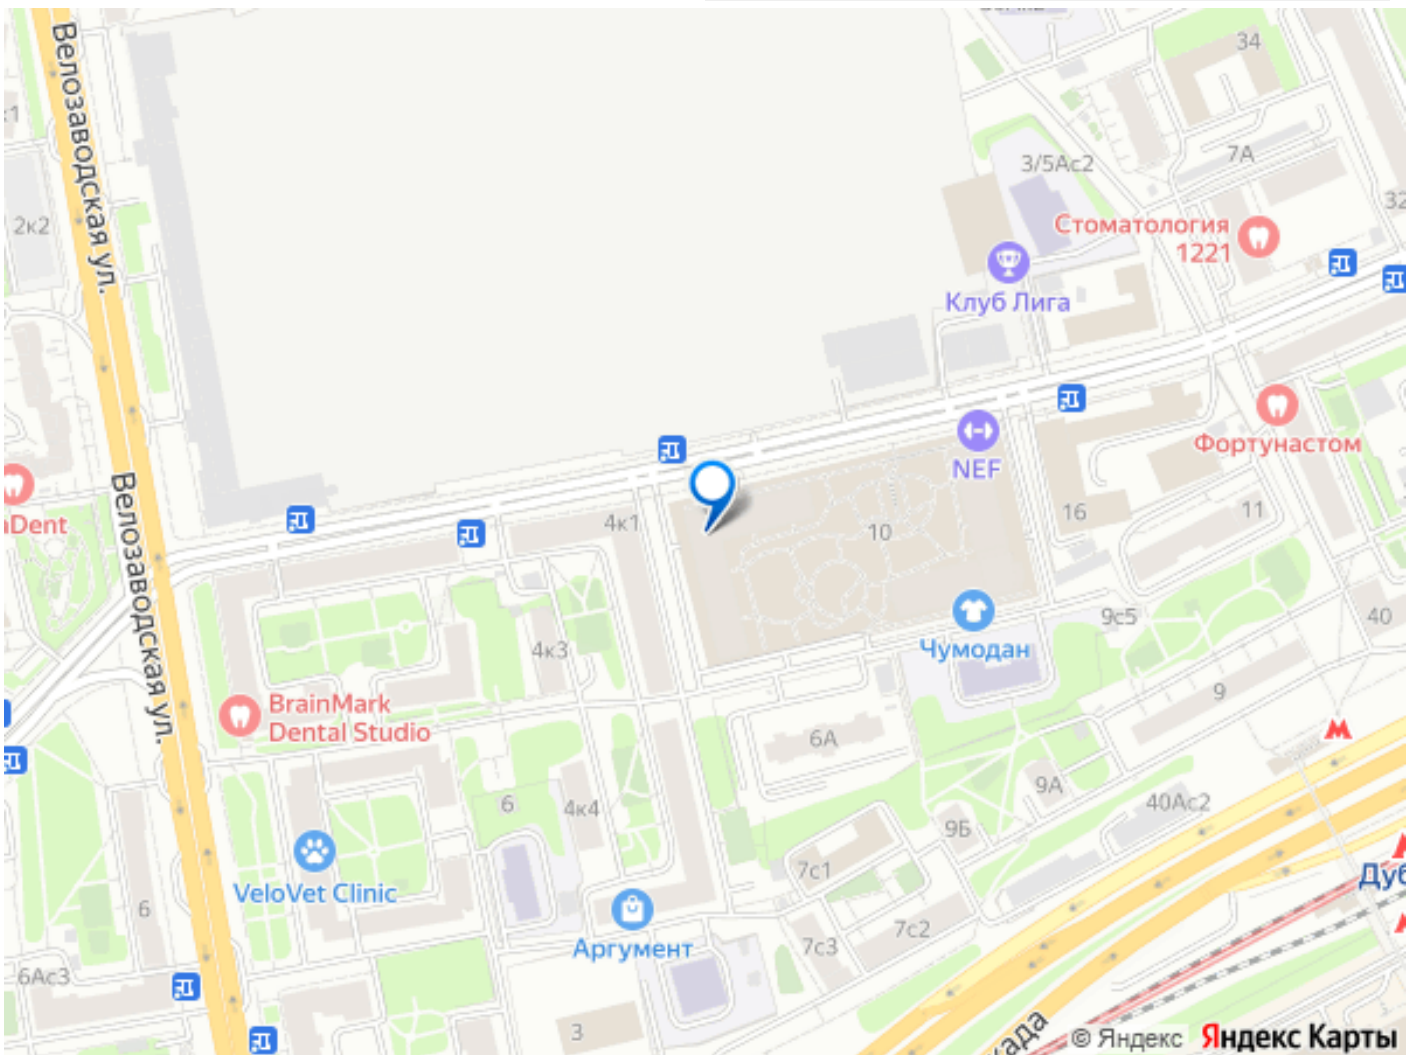 Велозаводская ул.
34
7А
3/5Ас2
2к2
32
Стоматология
1221
Клуб Лига
Фортунастом
NEF
4к1
10
16
11
Dent
Велозаводская ул.
9с5
40
Чумодан
4к3
9
BrainMark
Dental Studio
6А
9А
40Ас2
6
4к4
9Б
7с1
VeloVet Clinic
Дуб
6
7с2
Аргумент
7с3
6Ас3
3
када
© Яндекс
Яндекс Карты